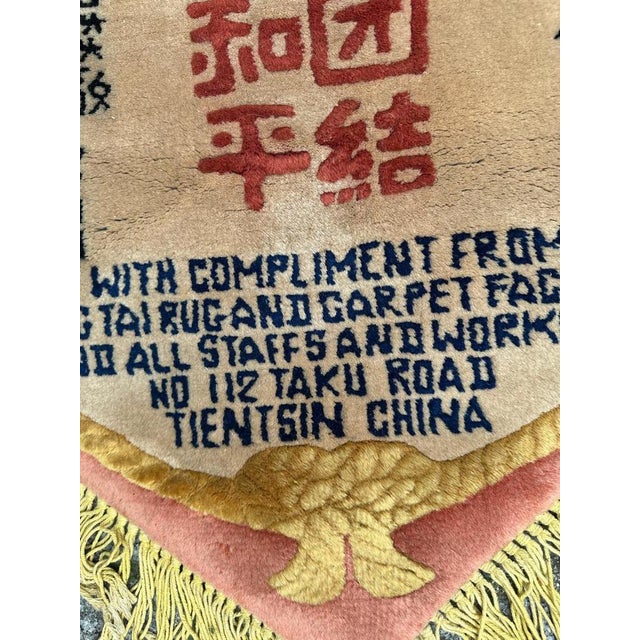 团結
和平
WITH COMPLIMENT FROM
G TAI RUG AND CARPET FAC
ND ALL STAFFS AND WORK
NO 112 TAKU ROAD
TIENTSIN CHINA